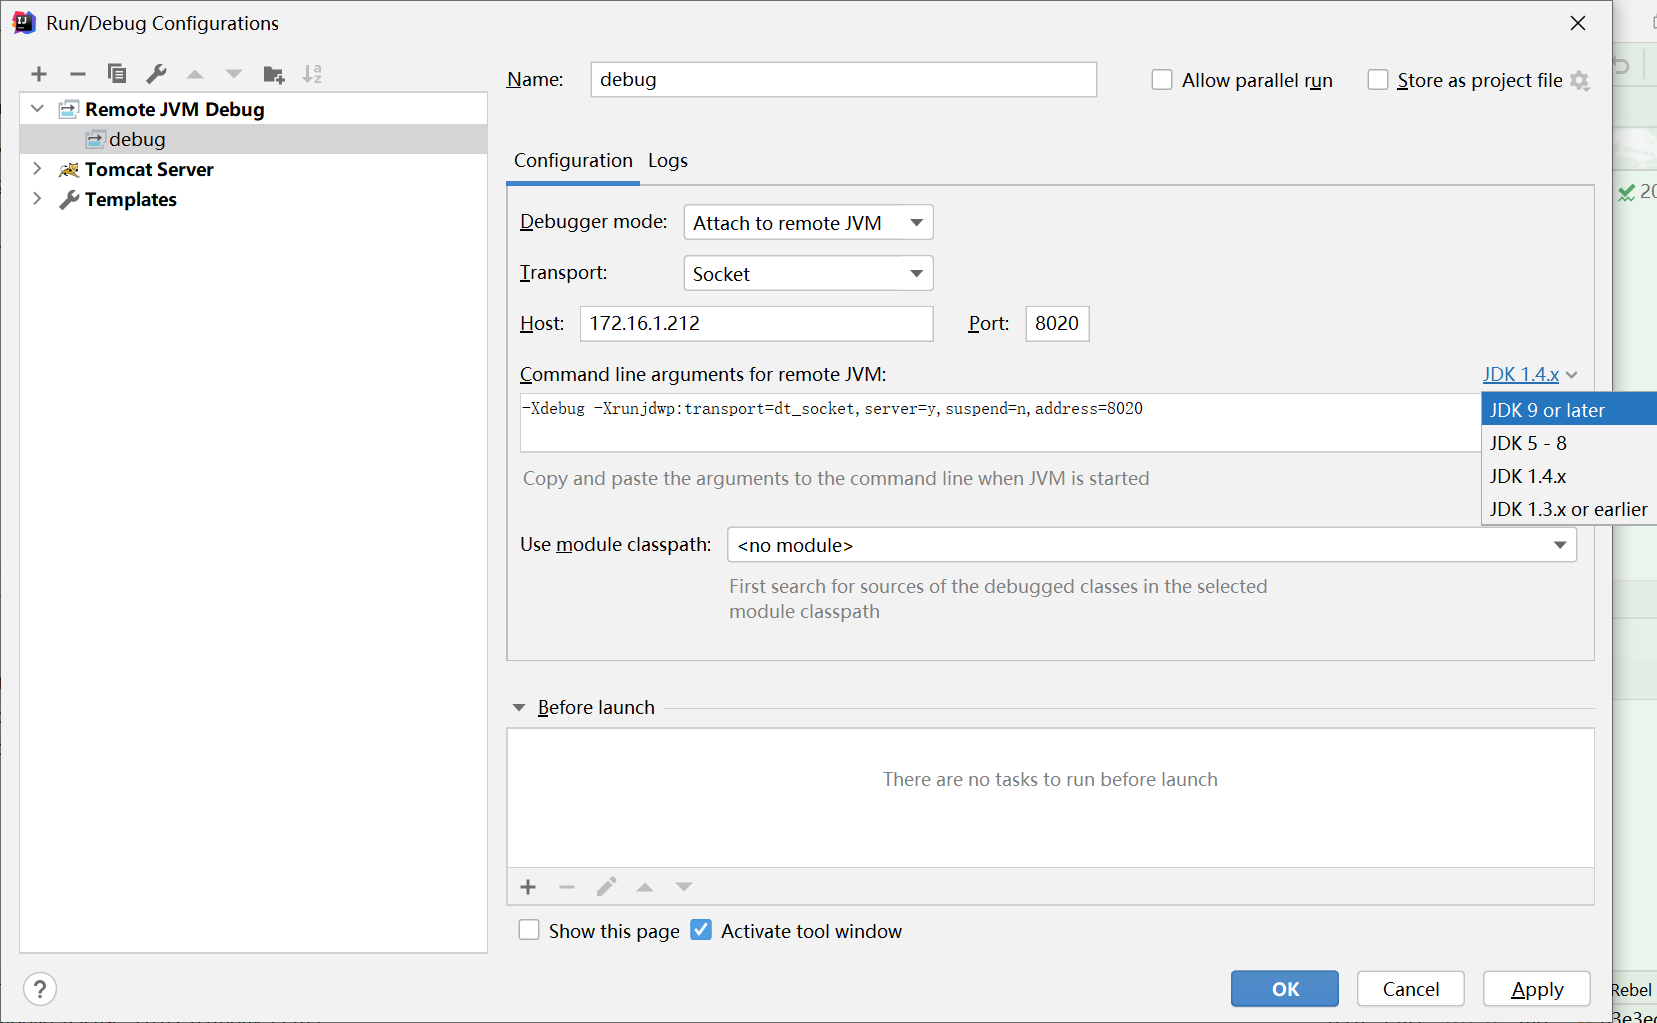 Run/Debug Configurations
Remote JVM Debug
debug
Tomcat Server
Templates
Name: debug
Allow parallel run
Store as project file
Configuration
Logs
Debugger mode: Attach to remote JVM
Transport: Socket
Host: 172.16.1.212
Port: 8020
Command line arguments for remote JVM:
JDK 1.4.x
-Xdebug -Xrunjdwp:transport=dt_socket,server=y,suspend=n,address=8020
JDK 9 or later
JDK 5 - 8
JDK 1.4.x
JDK 1.3.x or earlier
Copy and paste the arguments to the command line when JVM is started
Use module classpath: <no module>
First search for sources of the debugged classes in the selected
module classpath
Before launch
There are no tasks to run before launch
Show this page
Activate tool window
?
OK
Cancel
Apply
20
Rebel